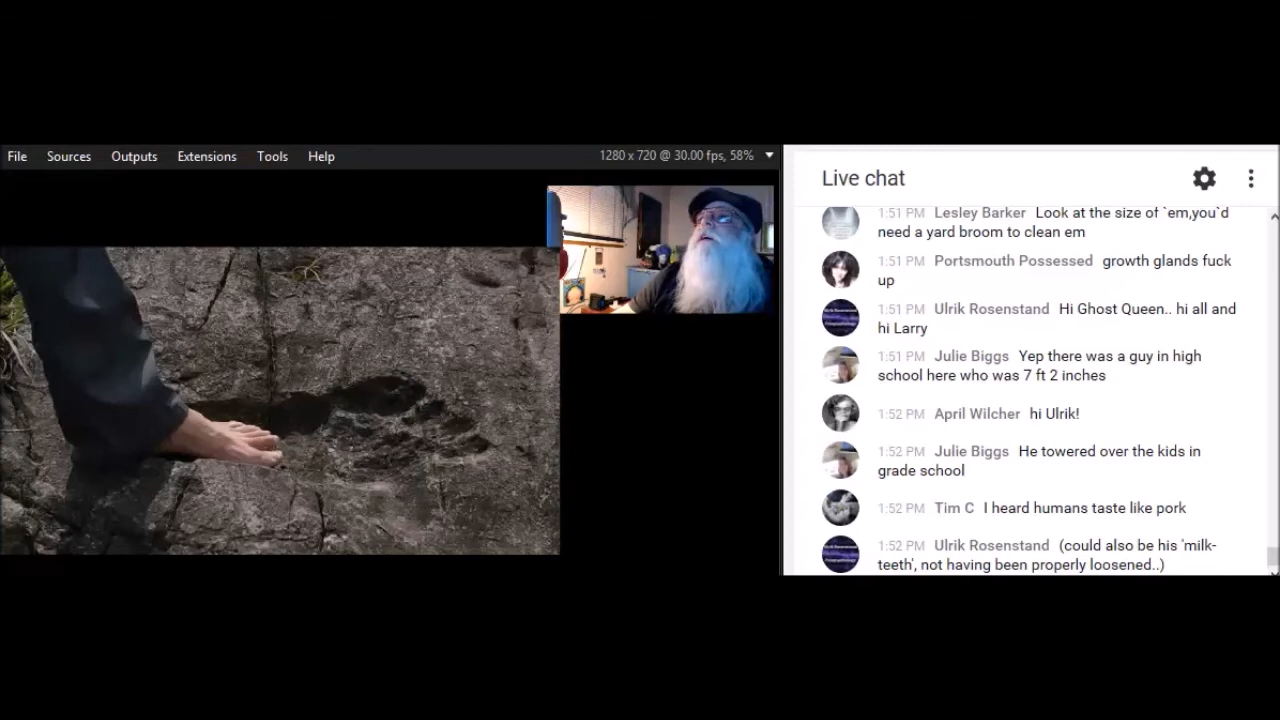 File Sources Outputs Extensions Tools Help 1280 x 720 @ 30.00 fps, 58%
Live chat
1:51 PM Lesley Barker Look at the size of `em,you`d
need a yard broom to clean em
1:51 PM Portsmouth Possessed growth glands fuck
up
1:51 PM Ulrik Rosenstand Hi Ghost Queen.. hi all and
hi Larry
1:51 PM Julie Biggs Yep there was a guy in high
school here who was 7 ft 2 inches
1:52 PM April Wilcher hi Ulrik!
1:52 PM Julie Biggs He towered over the kids in
grade school
1:52 PM Tim C I heard humans taste like pork
1:52 PM Ulrik Rosenstand (could also be his 'milk-
teeth', not having been properly loosened..)